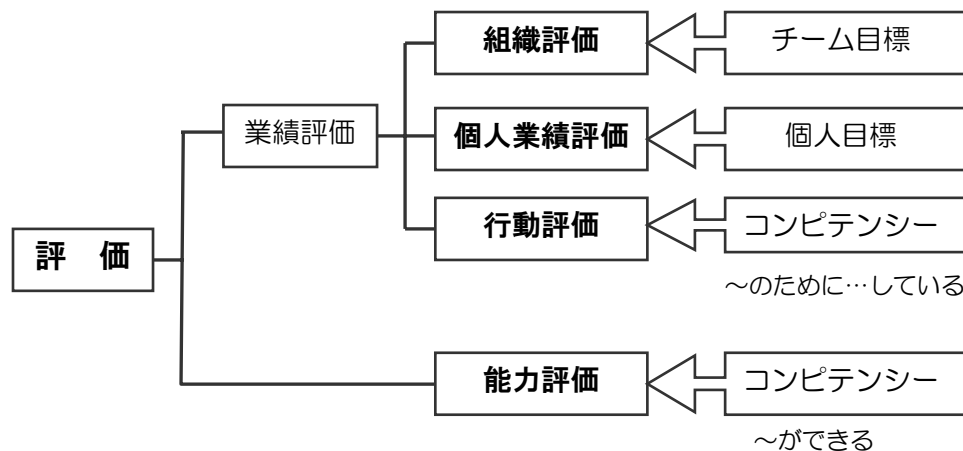 組織評価
チーム目標
業績評価
個人業績評価
個人目標
行動評価
コンピテンシー
評　価
～のために…している
能力評価
コンピテンシー
～ができる